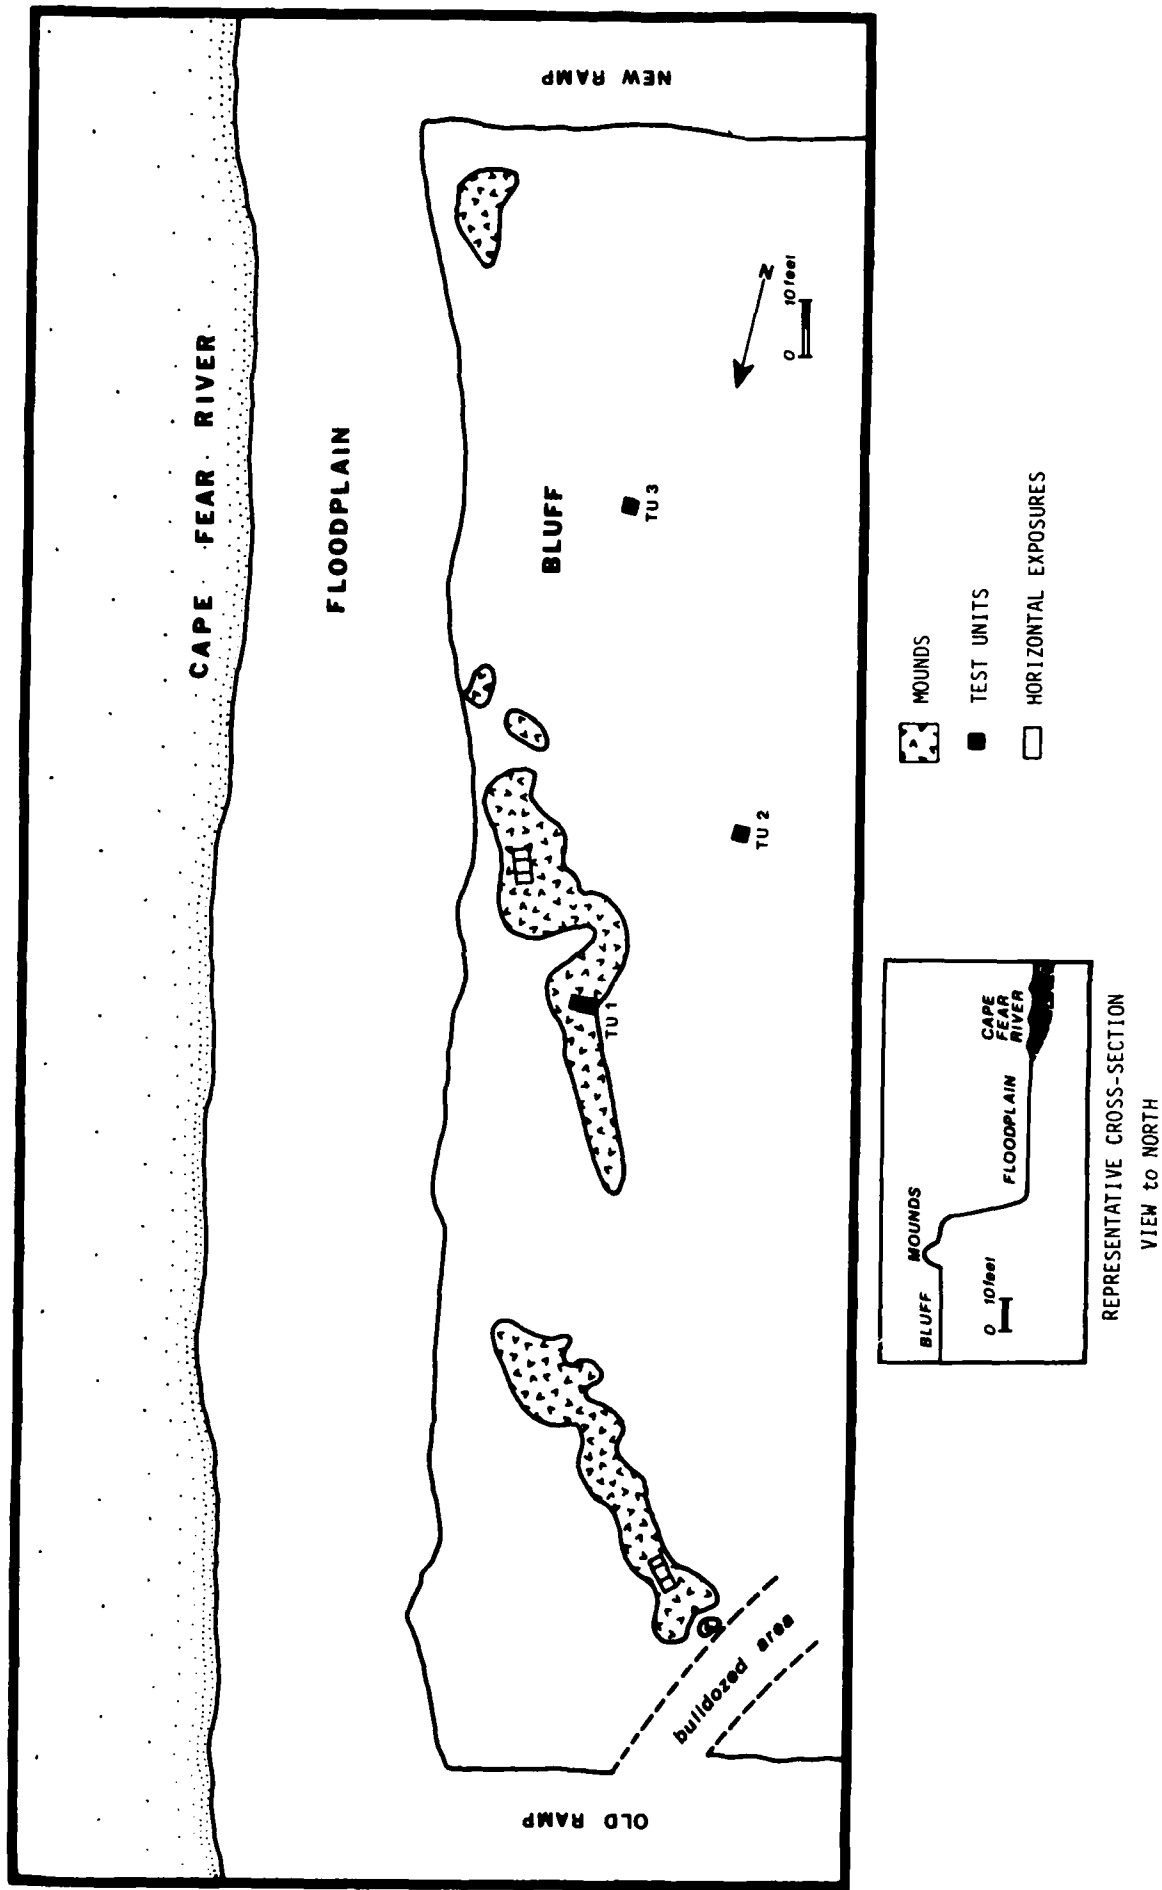 CAPE FEAR RIVER
FLOODPLAIN
BLUFF
NEW RAMP
OLD RAMP
bulldozed area
TU 1
TU 2
TU 3
N
0 10 feet
MOUNDS
TEST UNITS
HORIZONTAL EXPOSURES
BLUFF
MOUNDS
FLOODPLAIN
CAPE
FEAR
RIVER
0 10 feet
REPRESENTATIVE CROSS-SECTION
VIEW to NORTH